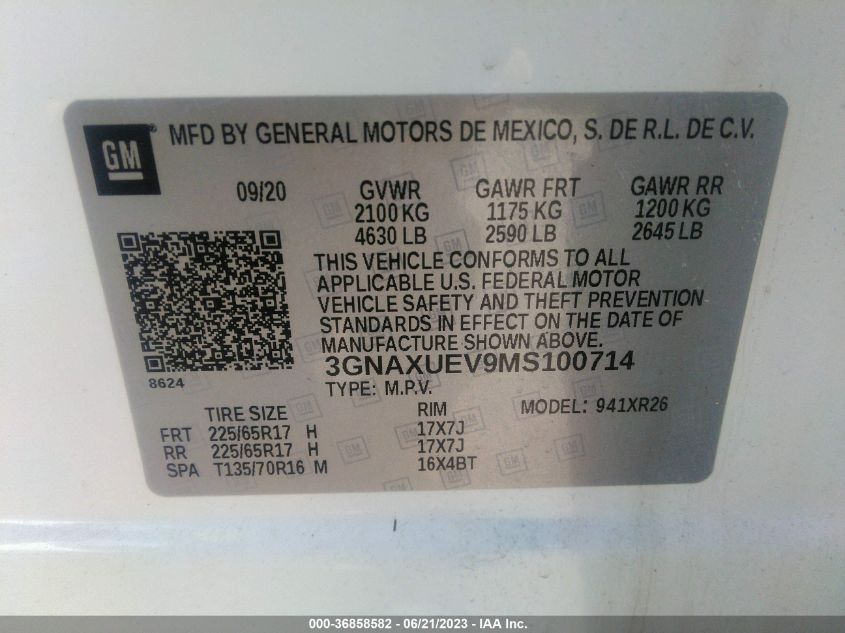 GM
MFD BY GENERAL MOTORS DE MEXICO, S. DE R.L. DE C.V.
09/20 GVWR GAWR FRT GAWR RR
2100 KG 1175 KG 1200 KG
4630 LB 2590 LB 2645 LB
THIS VEHICLE CONFORMS TO ALL
APPLICABLE U.S. FEDERAL MOTOR
VEHICLE SAFETY AND THEFT PREVENTION
STANDARDS IN EFFECT ON THE DATE OF
MANUFACTURE SHOWN ABOVE.
3GNAXUEV9MS100714
8624
TYPE: M.P.V.
TIRE SIZE RIM MODEL: 941XR26
FRT 225/65R17 H 17X7J
RR 225/65R17 H 17X7J
SPA T135/70R16 M 16X4BT
000-36858582 / 06/21/2023 / IAAI.com